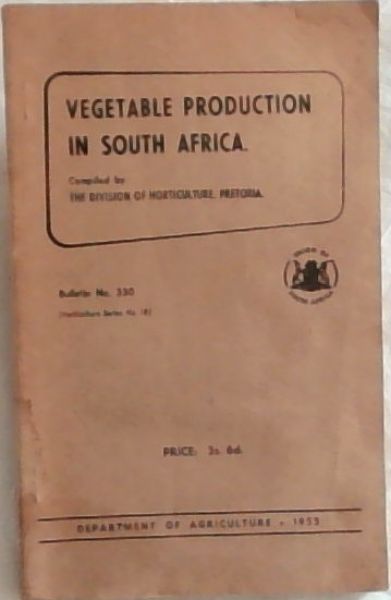 VEGETABLE PRODUCTION
IN SOUTH AFRICA.
Compiled by
THE DIVISION OF HORTICULTURE, PRETORIA.
UNION OF
SOUTH AFRICA
Bulletin No. 330
(Horticulture Series No. 18)
PRICE: 2s. 6d.
DEPARTMENT OF AGRICULTURE • 1953